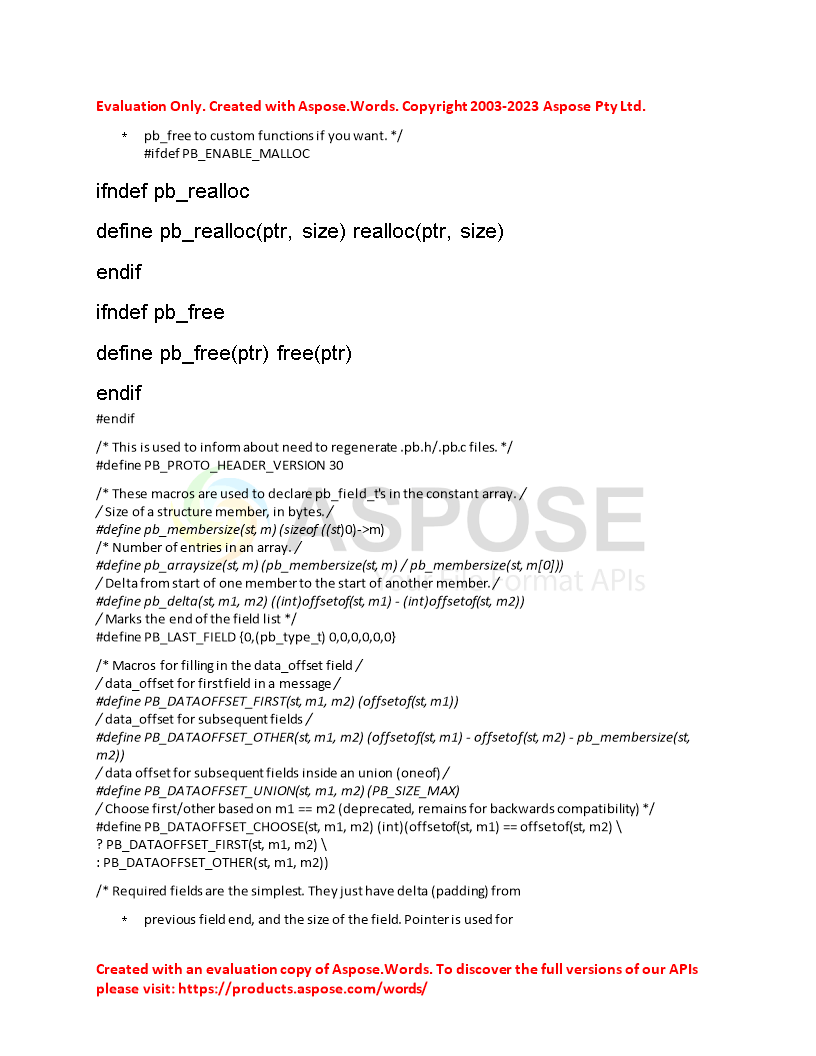 Evaluation Only. Created with Aspose.Words. Copyright 2003-2023 Aspose Pty Ltd.
* pb_free to custom functions if you want. */
#ifdef PB_ENABLE_MALLOC
ifndef pb_realloc
define pb_realloc(ptr, size) realloc(ptr, size)
endif
ifndef pb_free
define pb_free(ptr) free(ptr)
endif
#endif
/* This is used to inform about need to regenerate .pb.h/.pb.c files. */
#define PB_PROTO_HEADER_VERSION 30
/* These macros are used to declare pb_field_t's in the constant array. /
/ Size of a structure member, in bytes. /
#define pb_membersize(st, m) (sizeof ((st)0)->m)
/* Number of entries in an array. /
#define pb_arraysize(st, m) (pb_membersize(st, m) / pb_membersize(st, m[0]))
/ Delta from start of one member to the start of another member. /
#define pb_delta(st, m1, m2) ((int)offsetof(st, m1) - (int)offsetof(st, m2))
/ Marks the end of the field list */
#define PB_LAST_FIELD {0,(pb_type_t) 0,0,0,0,0,0}
/* Macros for filling in the data_offset field /
/ data_offset for first field in a message /
#define PB_DATAOFFSET_FIRST(st, m1, m2) (offsetof(st, m1))
/ data_offset for subsequent fields /
#define PB_DATAOFFSET_OTHER(st, m1, m2) (offsetof(st, m1) - offsetof(st, m2) - pb_membersize(st,
m2))
/ data offset for subsequent fields inside an union (oneof) /
#define PB_DATAOFFSET_UNION(st, m1, m2) (PB_SIZE_MAX)
/ Choose first/other based on m1 == m2 (deprecated, remains for backwards compatibility) */
#define PB_DATAOFFSET_CHOOSE(st, m1, m2) (int)(offsetof(st, m1) == offsetof(st, m2) \
? PB_DATAOFFSET_FIRST(st, m1, m2) \
: PB_DATAOFFSET_OTHER(st, m1, m2))
/* Required fields are the simplest. They just have delta (padding) from
* previous field end, and the size of the field. Pointer is used for
Created with an evaluation copy of Aspose.Words. To discover the full versions of our APIs
please visit: https://products.aspose.com/words/
ASPOSE
Format APIs